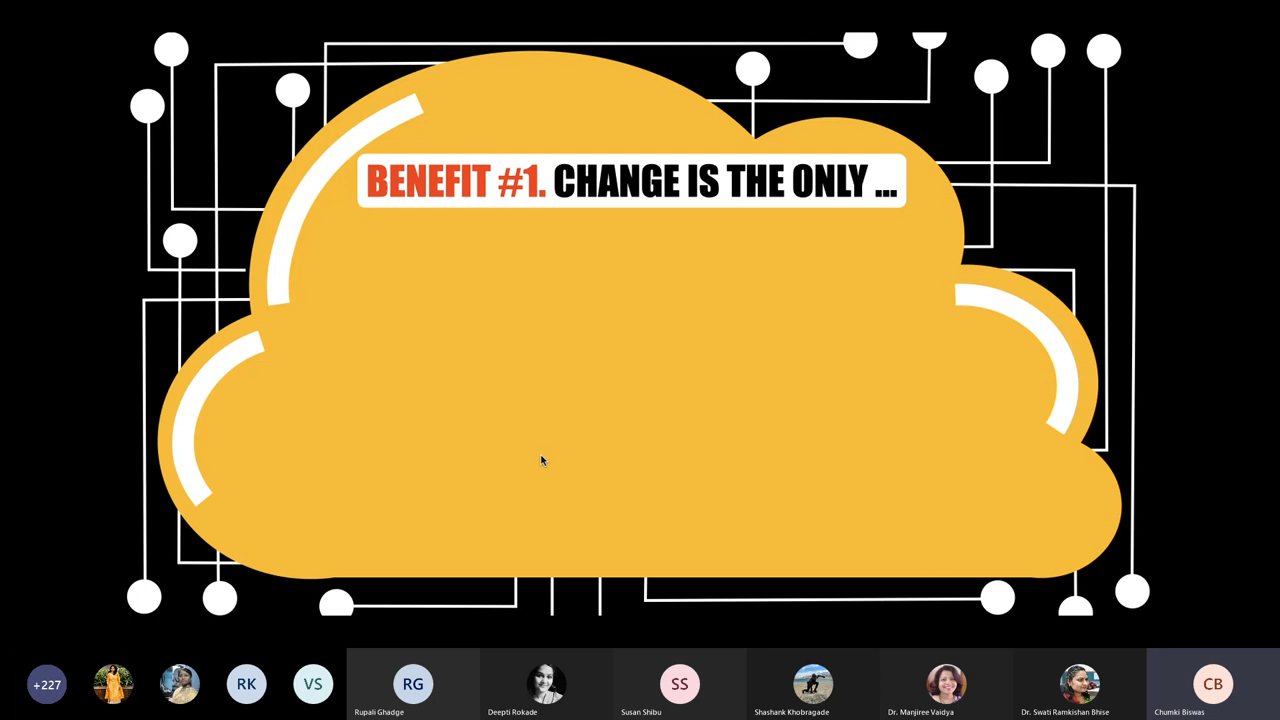 BENEFIT #1. CHANGE IS THE ONLY ...
+227
RK
VS
RG
SS
CB
Rupali Ghadge
Deepti Rokade
Susan Shibu
Shashank Khobragade
Dr. Manjiree Vaidya
Dr. Swati Ramkishan Bhise
Chumki Biswas